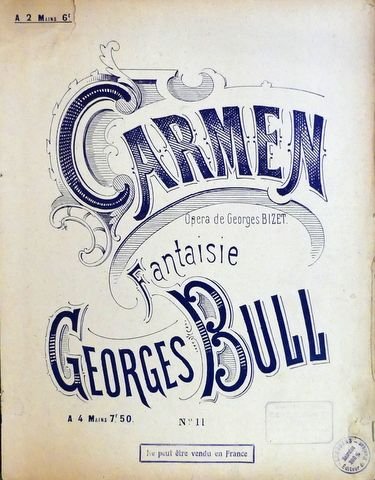 A 2 MAINS 6f
CARMEN
Opéra de Georges BIZET.
Fantaisie
GEORGES BULL
A 4 MAINS 7f 50.
No 11
Ne peut être vendu en France